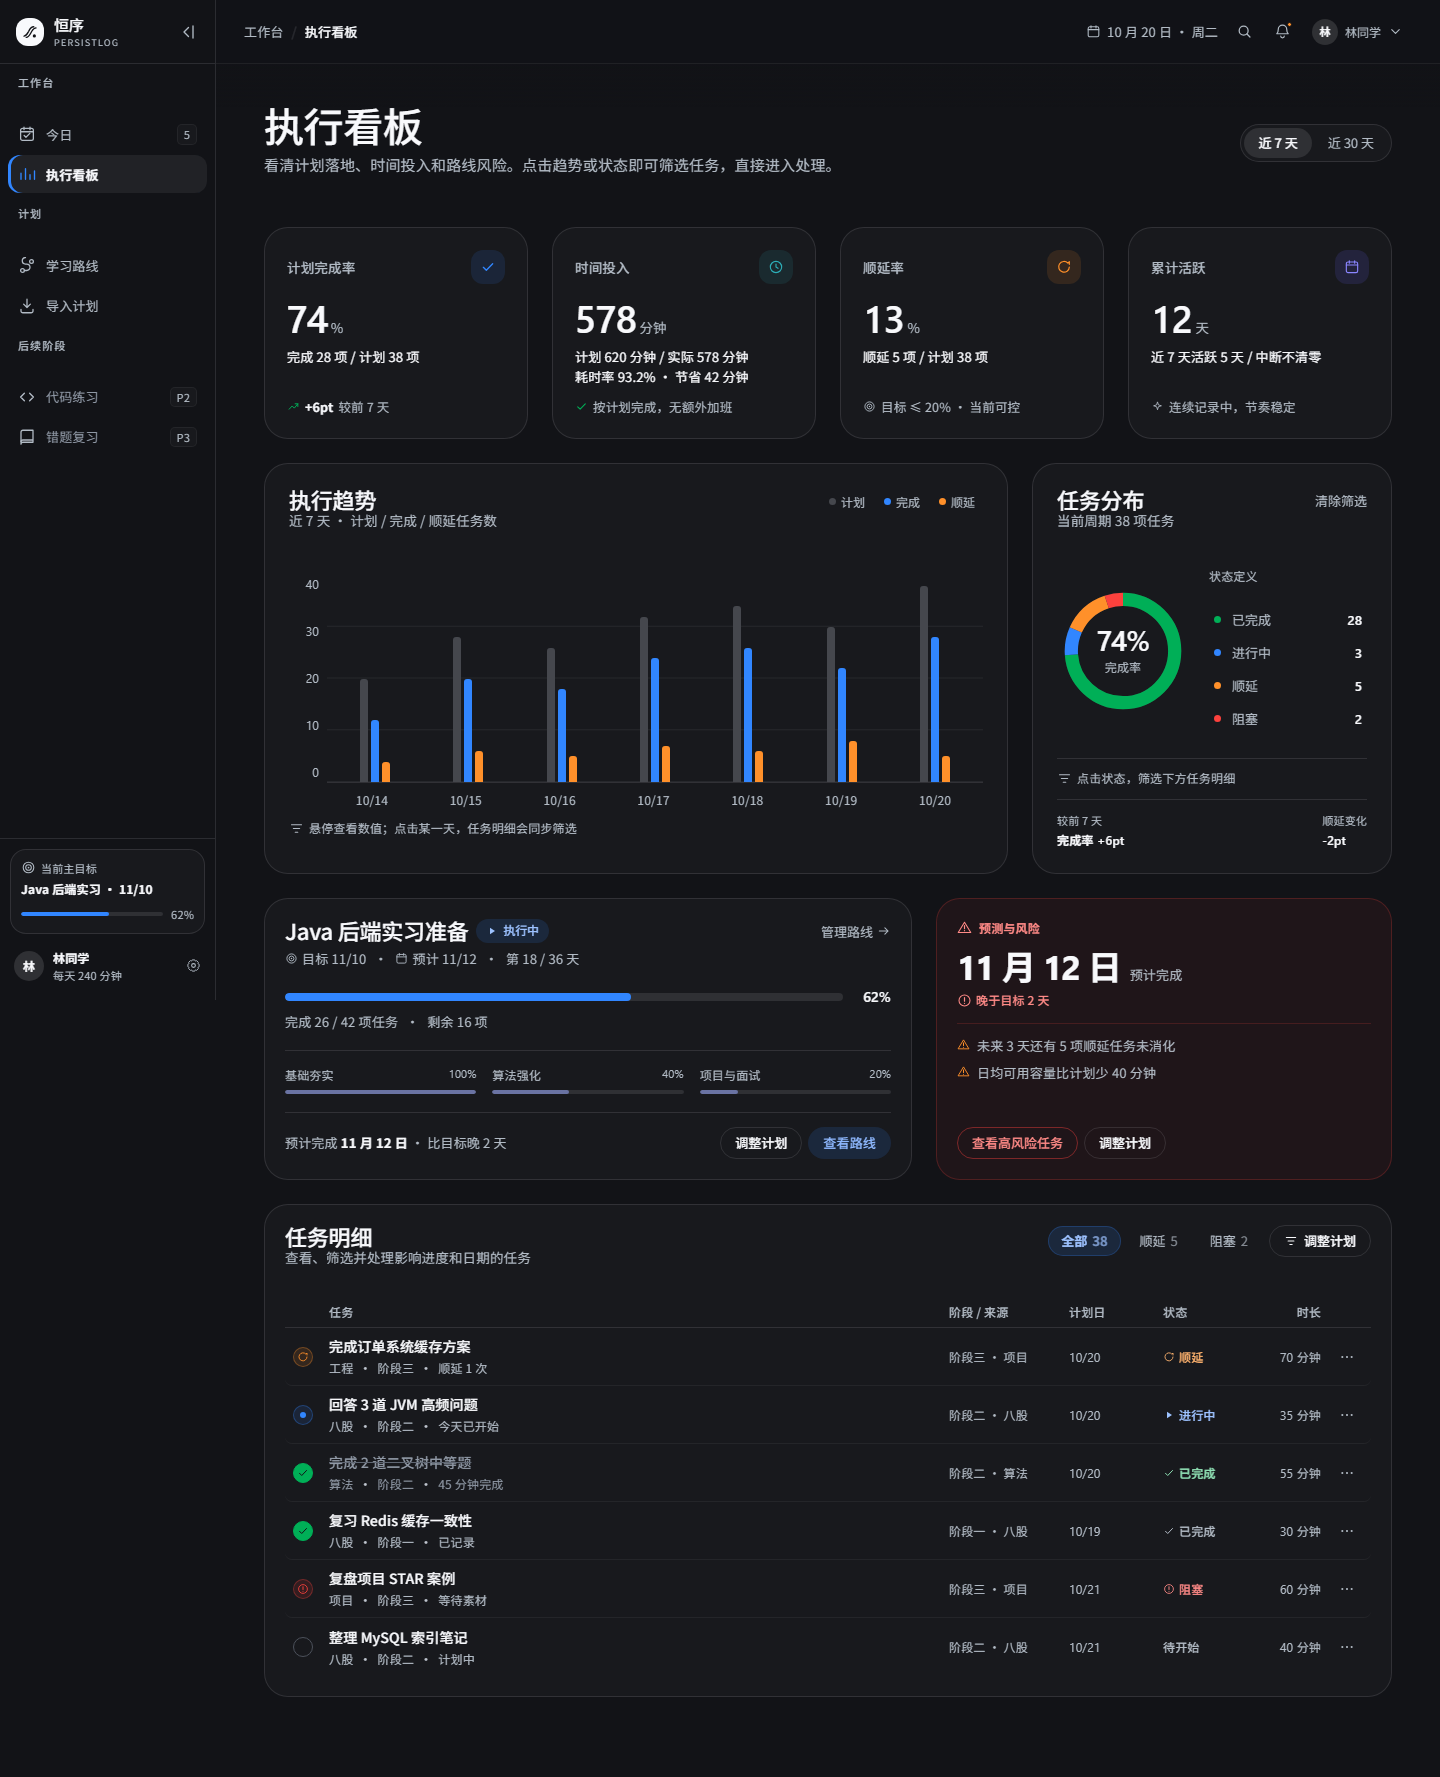 恒序
PERSISTLOG
工作台
今日 5
执行看板
计划
学习路线
导入计划
后续阶段
代码练习 P2
错题复习 P3
当前主目标
Java 后端实习 • 11/10
62%
林 林同学
每天 240 分钟
工作台 / 执行看板
10 月 20 日 • 周二
林 林同学
执行看板
看清计划落地、时间投入和路线风险。点击趋势或状态即可筛选任务，直接进入处理。
近 7 天 近 30 天
计划完成率
74 %
完成 28 项 / 计划 38 项
+6pt 较前 7 天
时间投入
578 分钟
计划 620 分钟 / 实际 578 分钟
耗时率 93.2% • 节省 42 分钟
按计划完成，无额外加班
顺延率
13 %
顺延 5 项 / 计划 38 项
目标 ≤ 20% • 当前可控
累计活跃
12 天
近 7 天活跃 5 天 / 中断不清零
连续记录中，节奏稳定
执行趋势
近 7 天 • 计划 / 完成 / 顺延任务数
计划 完成 顺延
40
30
20
10
0
10/14 10/15 10/16 10/17 10/18 10/19 10/20
悬停查看数值；点击某一天，任务明细会同步筛选
任务分布
当前周期 38 项任务
清除筛选
74%
完成率
状态定义
已完成 28
进行中 3
顺延 5
阻塞 2
点击状态，筛选下方任务明细
较前 7 天
完成率 +6pt
顺延变化
-2pt
Java 后端实习准备 执行中
管理路线 →
目标 11/10 • 预计 11/12 • 第 18 / 36 天
62%
完成 26 / 42 项任务 • 剩余 16 项
基础夯实 100%
算法强化 40%
项目与面试 20%
预计完成 11 月 12 日 • 比目标晚 2 天
调整计划 查看路线
预测与风险
11 月 12 日 预计完成
晚于目标 2 天
未来 3 天还有 5 项顺延任务未消化
日均可用容量比计划少 40 分钟
查看高风险任务 调整计划
任务明细
查看、筛选并处理影响进度和日期的任务
全部 38 顺延 5 阻塞 2 调整计划
任务 阶段 / 来源 计划日 状态 时长
完成订单系统缓存方案
工程 • 阶段三 • 顺延 1 次
阶段三 • 项目 10/20 顺延 70 分钟 ···
回答 3 道 JVM 高频问题
八股 • 阶段二 • 今天已开始
阶段二 • 八股 10/20 进行中 35 分钟 ···
完成 2 道二叉树中等题
算法 • 阶段二 • 45 分钟完成
阶段二 • 算法 10/20 已完成 55 分钟 ···
复习 Redis 缓存一致性
八股 • 阶段一 • 已记录
阶段一 • 八股 10/19 已完成 30 分钟 ···
复盘项目 STAR 案例
项目 • 阶段三 • 等待素材
阶段三 • 项目 10/21 阻塞 60 分钟 ···
整理 MySQL 索引笔记
八股 • 阶段二 • 计划中
阶段二 • 八股 10/21 待开始 40 分钟 ···